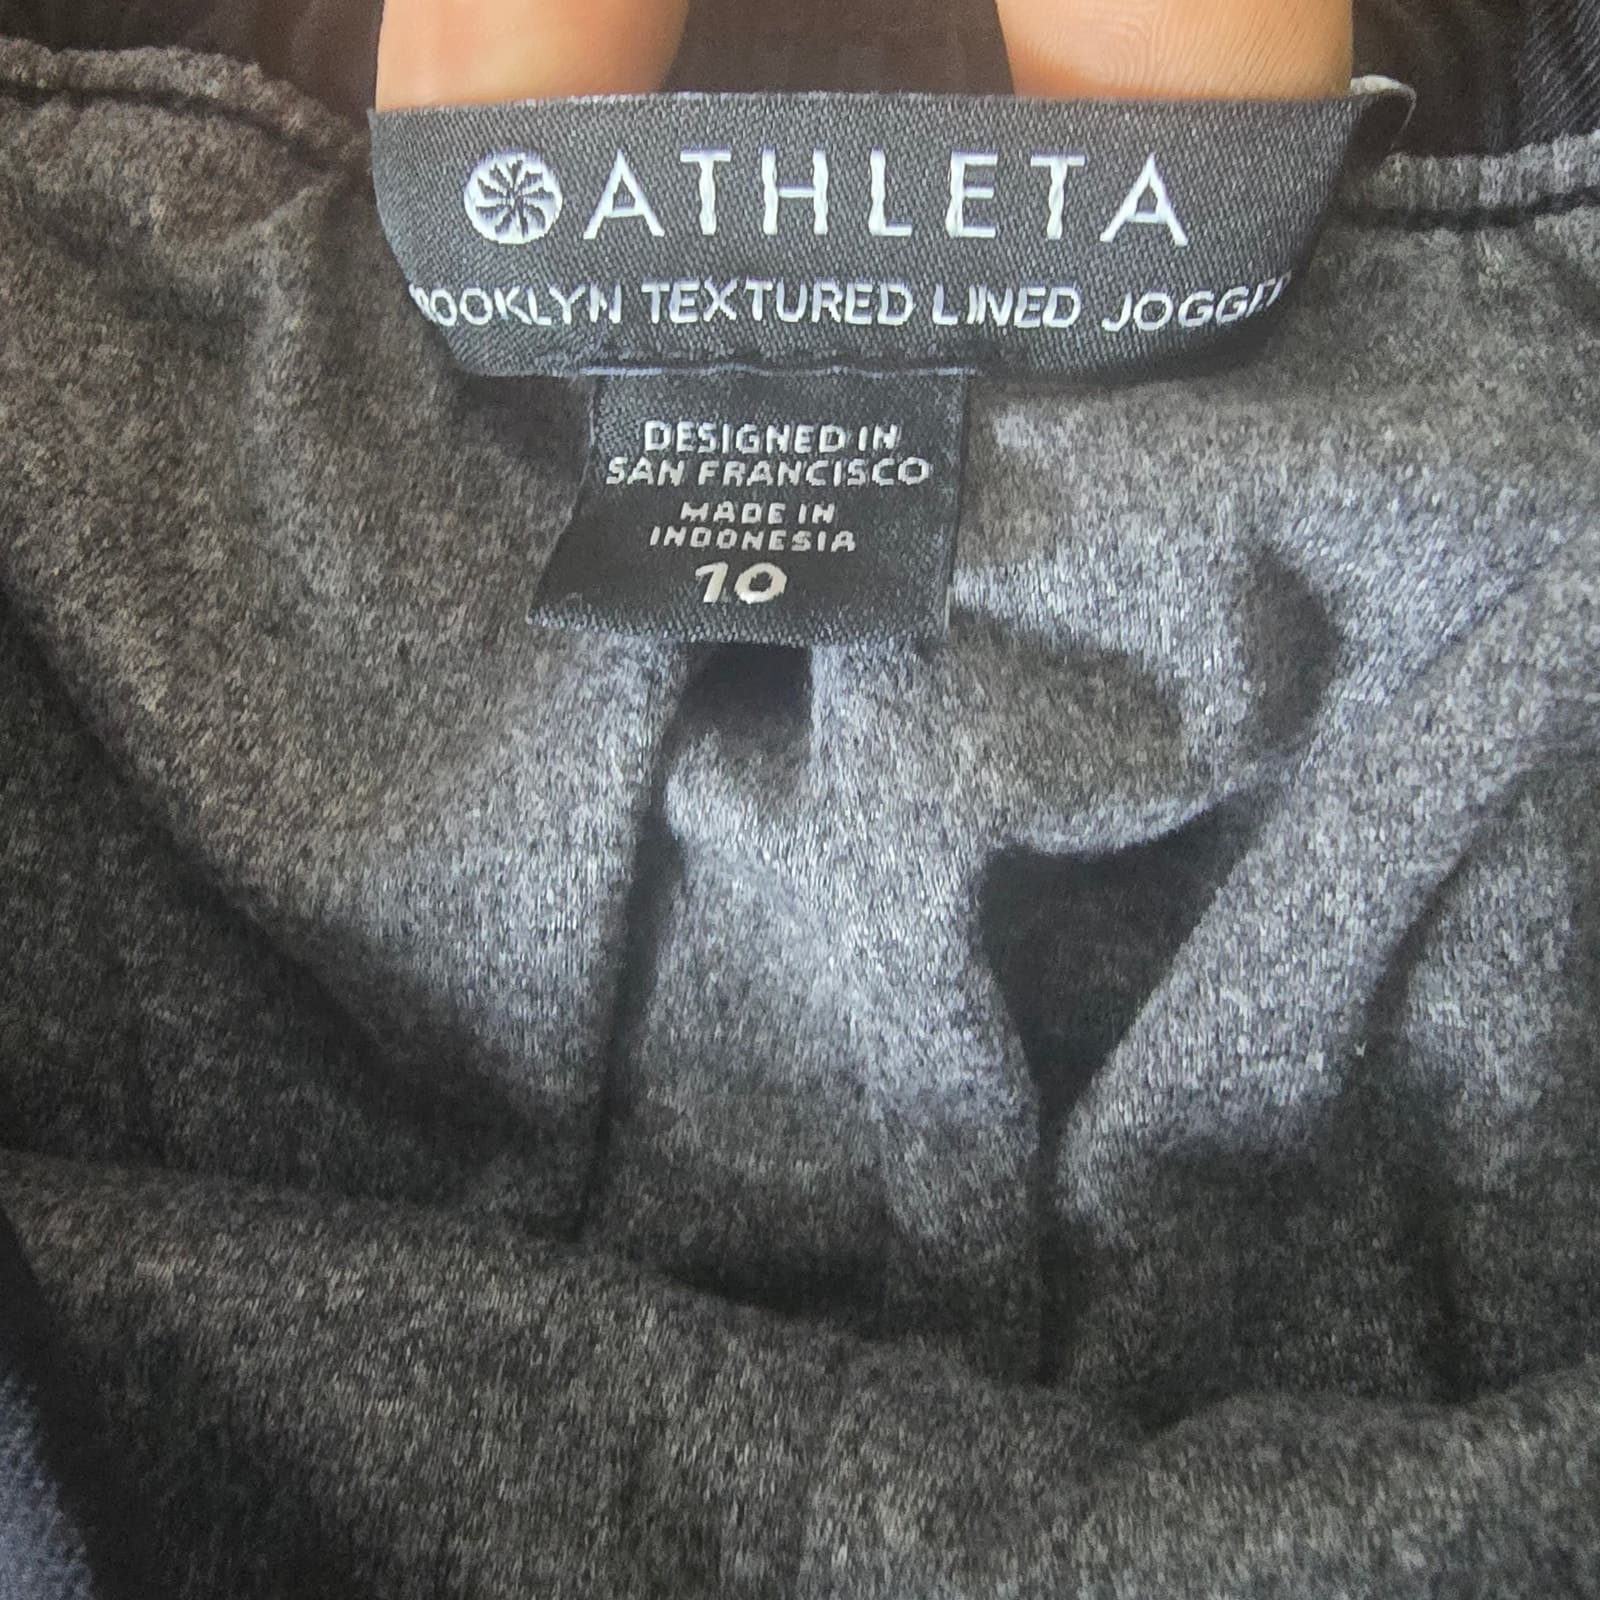 ATHLETA
ROOKLYN TEXTURED LINED JOGGE
DESIGNED IN
SAN FRANCISCO
MADE IN
INDONESIA
10